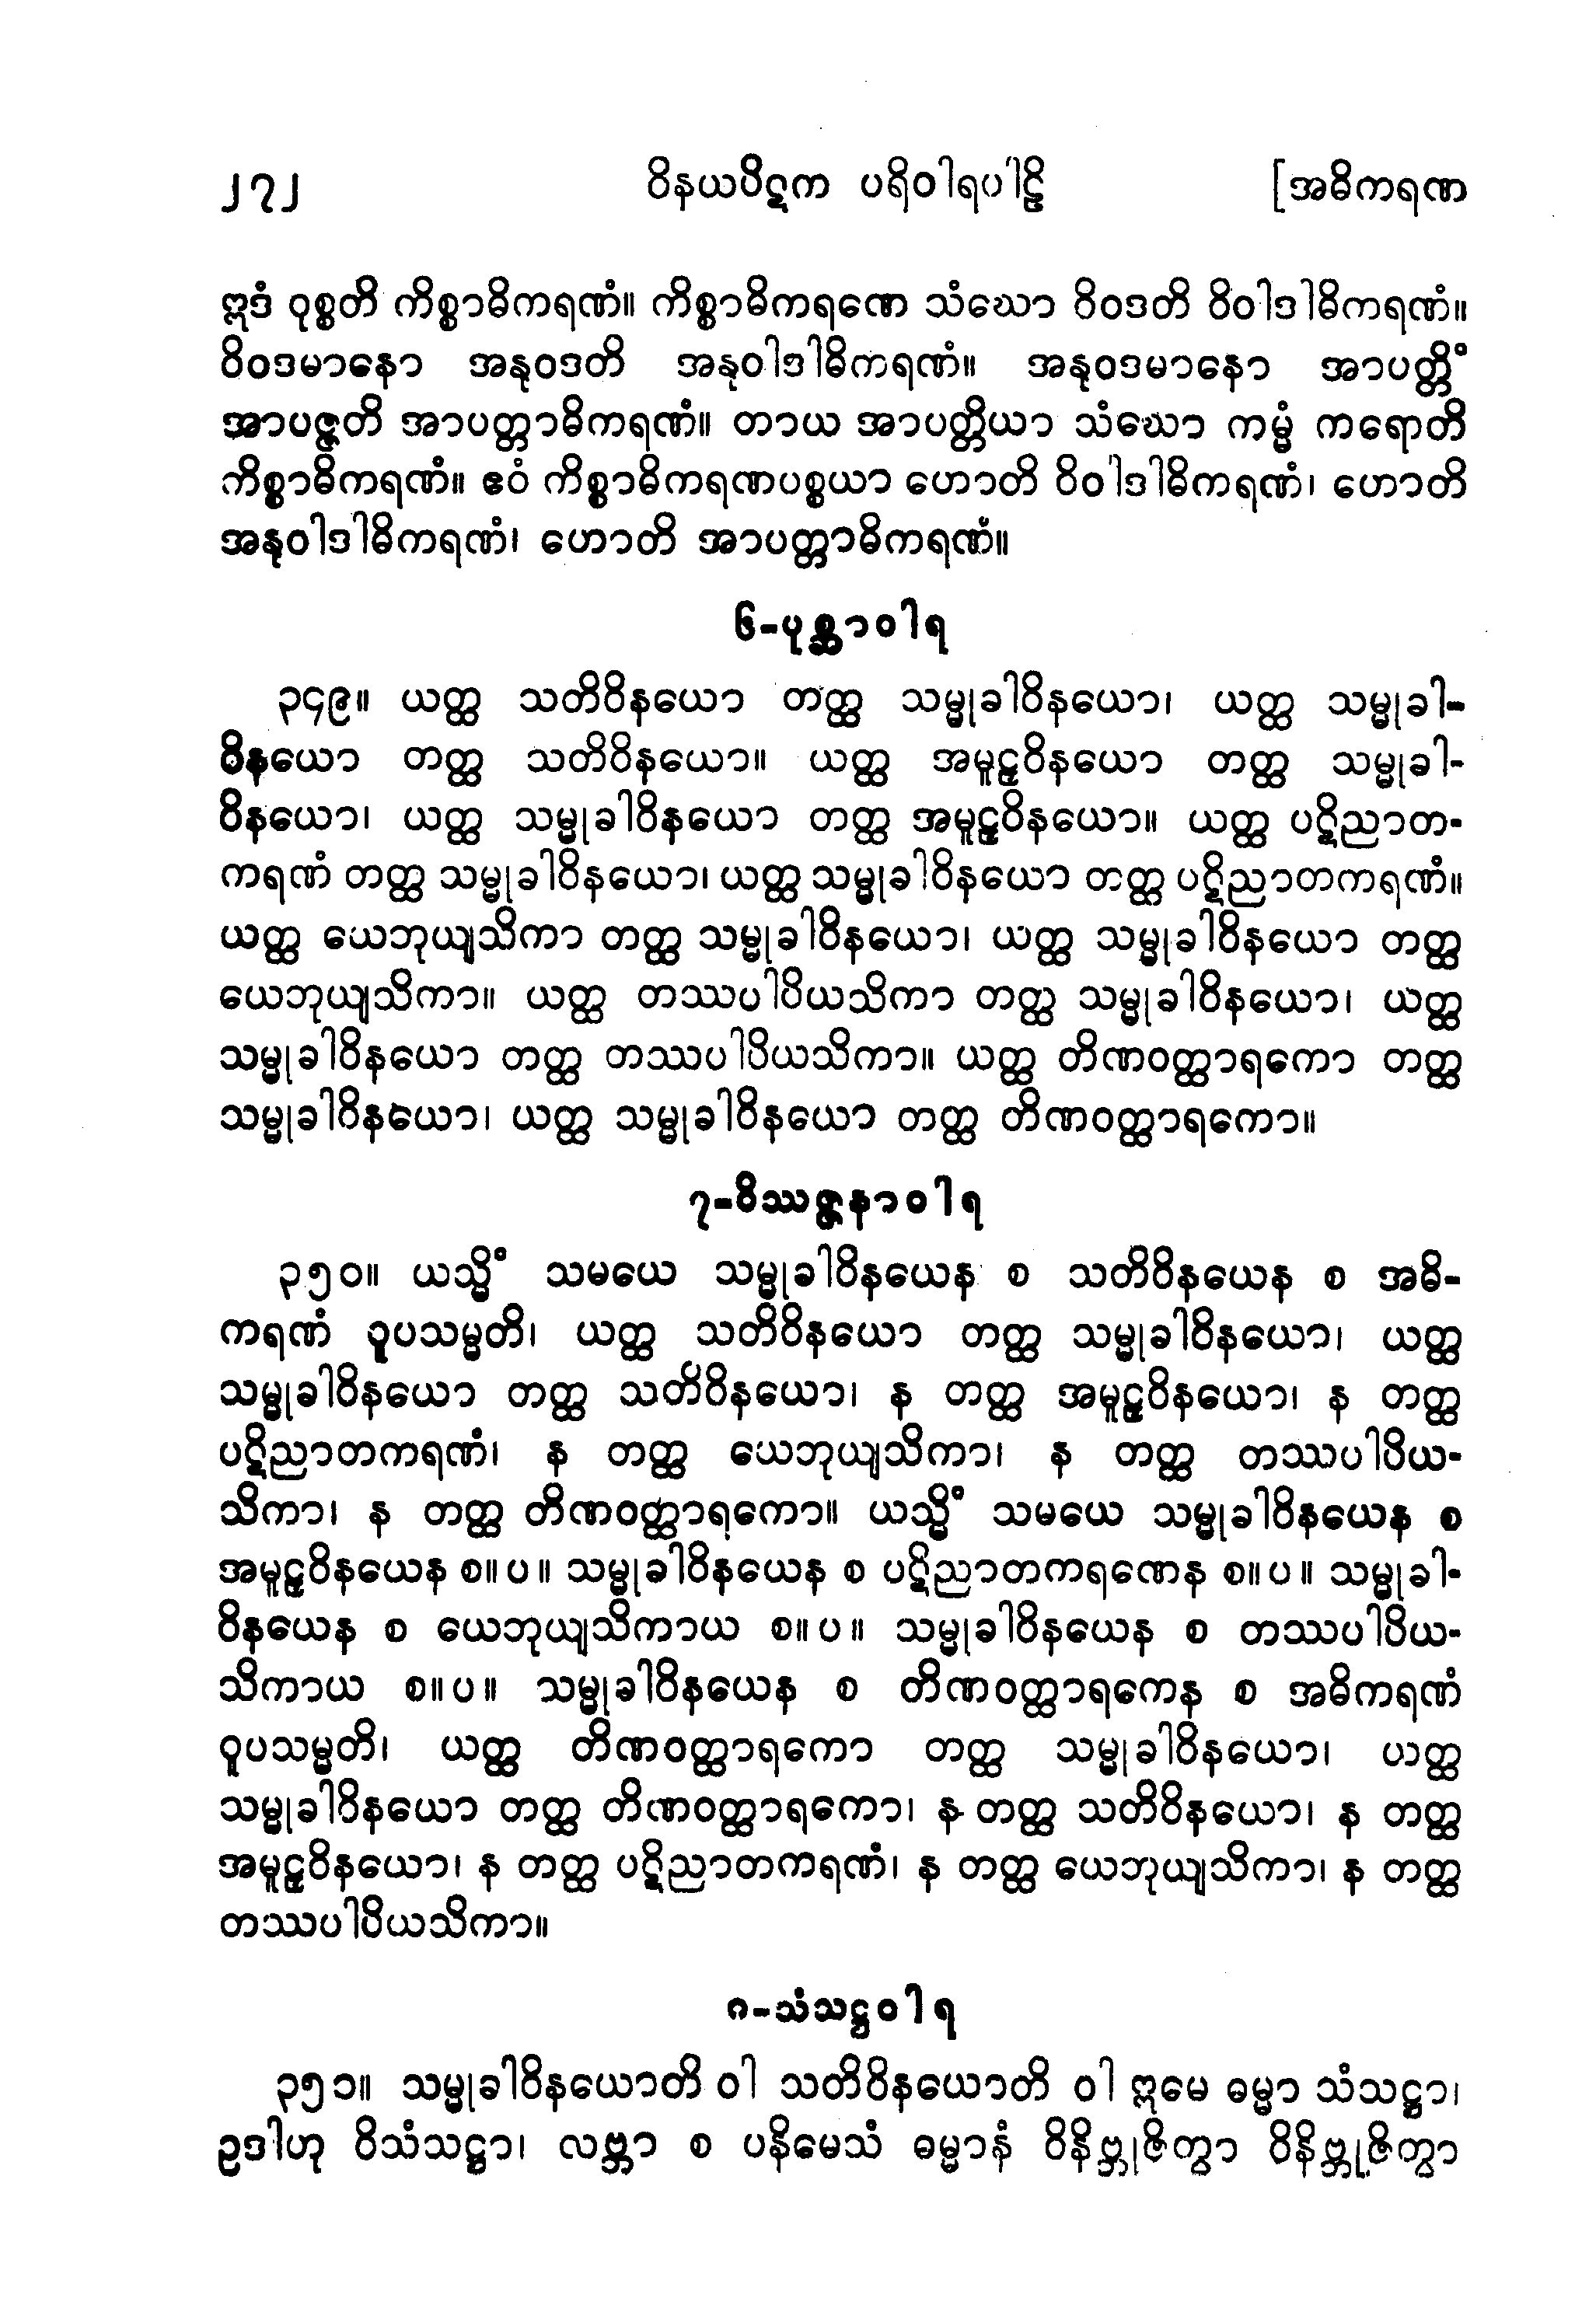 ၂၇၂ ဝိနယပိဋက ပရိဝါရပါဠိ [အဓိကရဏ
ဣဒံ ဝုစ္စတိ ကိစ္စာဓိကရဏံ။ ကိစ္စာဓိကရဏေ သံဃော ဝိဝဒတိ ဝိဝါဒါဓိကရဏံ။
ဝိဝဒမာနော အနုဝဒတိ အနုဝါဒါဓိကရဏံ။ အနုဝဒမာနော အာပတ္တိံ
အာပဇ္ဇတိ အာပတ္တာဓိကရဏံ။ တာယ အာပတ္တိယာ သံဃော ကမ္မံ ကရောတိ
ကိစ္စာဓိကရဏံ။ ဧဝံ ကိစ္စာဓိကရဏပစ္စယာ ဟောတိ ဝိဝါဒါဓိကရဏံ၊ ဟောတိ
အနုဝါဒါဓိကရဏံ၊ ဟောတိ အာပတ္တာဓိကရဏံ။
၆-ပုစ္ဆာဝါရ
၃၄၉။ ယတ္ထ သတိဝိနယော တတ္ထ သမ္မုခါဝိနယော၊ ယတ္ထ သမ္မုခါ-
ဝိနယော တတ္ထ သတိဝိနယော။ ယတ္ထ အမူဠှဝိနယော တတ္ထ သမ္မုခါ-
ဝိနယော၊ ယတ္ထ သမ္မုခါဝိနယော တတ္ထ အမူဠှဝိနယော။ ယတ္ထ ပဋိညာတ-
ကရဏံ တတ္ထ သမ္မုခါဝိနယော၊ ယတ္ထ သမ္မုခါဝိနယော တတ္ထ ပဋိညာတကရဏံ။
ယတ္ထ ယေဘုယျသိကာ တတ္ထ သမ္မုခါဝိနယော၊ ယတ္ထ သမ္မုခါဝိနယော တတ္ထ
ယေဘုယျသိကာ။ ယတ္ထ တဿပါပိယသိကာ တတ္ထ သမ္မုခါဝိနယော၊ ယတ္ထ
သမ္မုခါဝိနယော တတ္ထ တဿပါပိယသိကာ။ ယတ္ထ တိဏဝတ္ထာရကော တတ္ထ
သမ္မုခါဝိနယော၊ ယတ္ထ သမ္မုခါဝိနယော တတ္ထ တိဏဝတ္ထာရကော။
၇-ဝိဿဇ္ဇနာဝါရ
၃၅၀။ ယသ္မိံ သမယေ သမ္မုခါဝိနယေန စ သတိဝိနယေန စ အဓိ-
ကရဏံ ဝူပသမ္မတိ၊ ယတ္ထ သတိဝိနယော တတ္ထ သမ္မုခါဝိနယော၊ ယတ္ထ
သမ္မုခါဝိနယော တတ္ထ သတိဝိနယော၊ န တတ္ထ အမူဠှဝိနယော၊ န တတ္ထ
ပဋိညာတကရဏံ၊ န တတ္ထ ယေဘုယျသိကာ၊ န တတ္ထ တဿပါပိယ-
သိကာ၊ န တတ္ထ တိဏဝတ္ထာရကော။ ယသ္မိံ သမယေ သမ္မုခါဝိနယေန စ
အမူဠှဝိနယေန စ။ပ။ သမ္မုခါဝိနယေန စ ပဋိညာတကရဏေန စ။ပ။ သမ္မုခါ-
ဝိနယေန စ ယေဘုယျသိကာယ စ။ပ။ သမ္မုခါဝိနယေန စ တဿပါပိယ-
သိကာယ စ။ပ။ သမ္မုခါဝိနယေန စ တိဏဝတ္ထာရကေန စ အဓိကရဏံ
ဝူပသမ္မတိ၊ ယတ္ထ တိဏဝတ္ထာရကော တတ္ထ သမ္မုခါဝိနယော၊ ယတ္ထ
သမ္မုခါဝိနယော တတ္ထ တိဏဝတ္ထာရကော၊ န တတ္ထ သတိဝိနယော၊ န တတ္ထ
အမူဠှဝိနယော၊ န တတ္ထ ပဋိညာတကရဏံ၊ န တတ္ထ ယေဘုယျသိကာ၊ န တတ္ထ
တဿပါပိယသိကာ။
၈-သံသဋ္ဌဝါရ
၃၅၁။ သမ္မုခါဝိနယောတိ ဝါ သတိဝိနယောတိ ဝါ ဣမေ ဓမ္မာ သံသဋ္ဌာ၊
ဥဒါဟု ဝိသံသဋ္ဌာ၊ လဗ္ဘာ စ ပနိမေသံ ဓမ္မာနံ ဝိနိဗ္ဘုဇိတွာ ဝိနိဗ္ဘုဇိတွာ